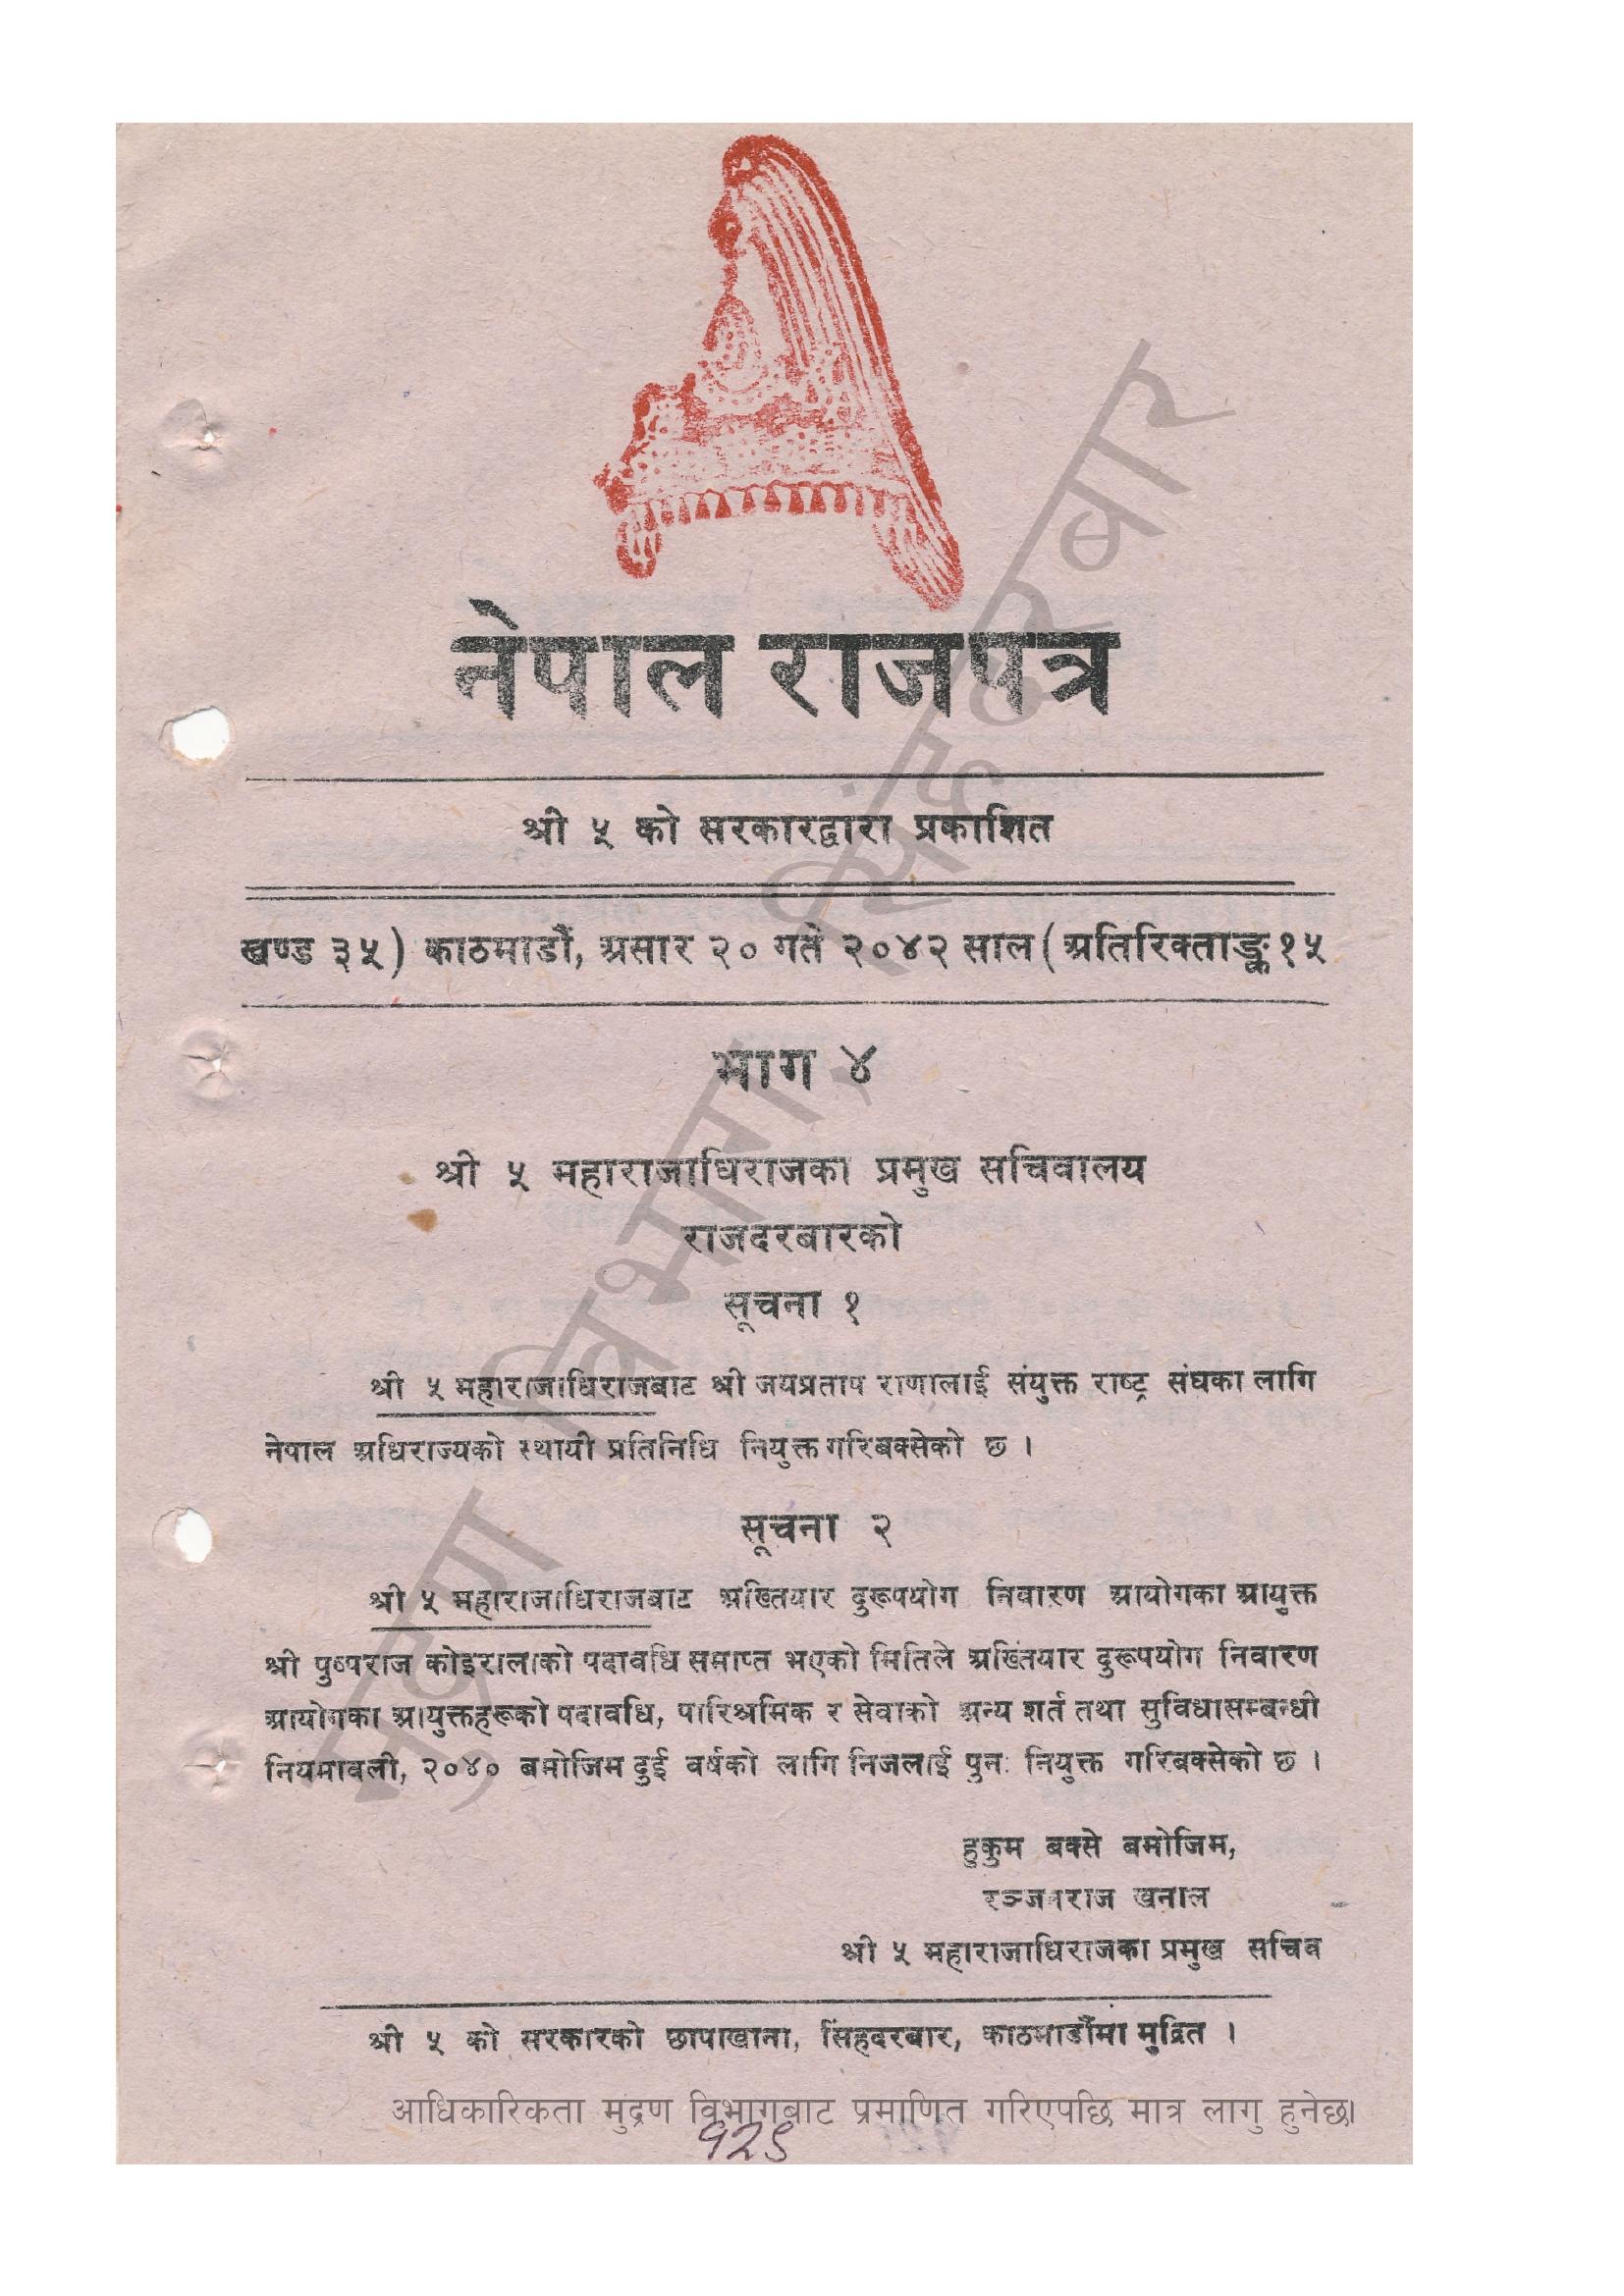 नेपाल राजपत्र
श्री ५ को सरकारद्वारा प्रकाशित
खण्ड ३५) काठमाडौं, असार २० गते २०४२ साल (अतिरिक्ताङ्क १५
भाग ४
श्री ५ महाराजाधिराजका प्रमुख सचिवालय
राजदरबारको
सूचना १
श्री ५ महाराजाधिराजबाट श्री जयप्रताप राणालाई संयुक्त राष्ट्र संघका लागि
नेपाल अधिराज्यको स्थायी प्रतिनिधि नियुक्त गरिबक्सेको छ ।
सूचना २
श्री ५ महाराजाधिराजबाट अख्तियार दुरूपयोग निवारण आयोगका आयुक्त
श्री पुष्पराज कोइरालाको पदावधि समाप्त भएको मितिले अख्तियार दुरूपयोग निवारण
आयोगका आयुक्तहरूको पदावधि, पारिश्रमिक र सेवाको अन्य शर्त तथा सुविधासम्बन्धी
नियमावली, २०४० बमोजिम दुई वर्षको लागि निजलाई पुनः नियुक्त गरिबक्सेको छ ।
हुकुम बक्से बमोजिम,
रञ्जनराज खनाल
श्री ५ महाराजाधिराजका प्रमुख सचिव
श्री ५ को सरकारको छापाखाना, सिंहदरबार, काठमाडौंमा मुद्रित ।
आधिकारिकता मुद्रण विभागबाट प्रमाणित गरिएपछि मात्र लागु हुनेछ।
१२९
मुद्रण विभाग, सिंहदरबार